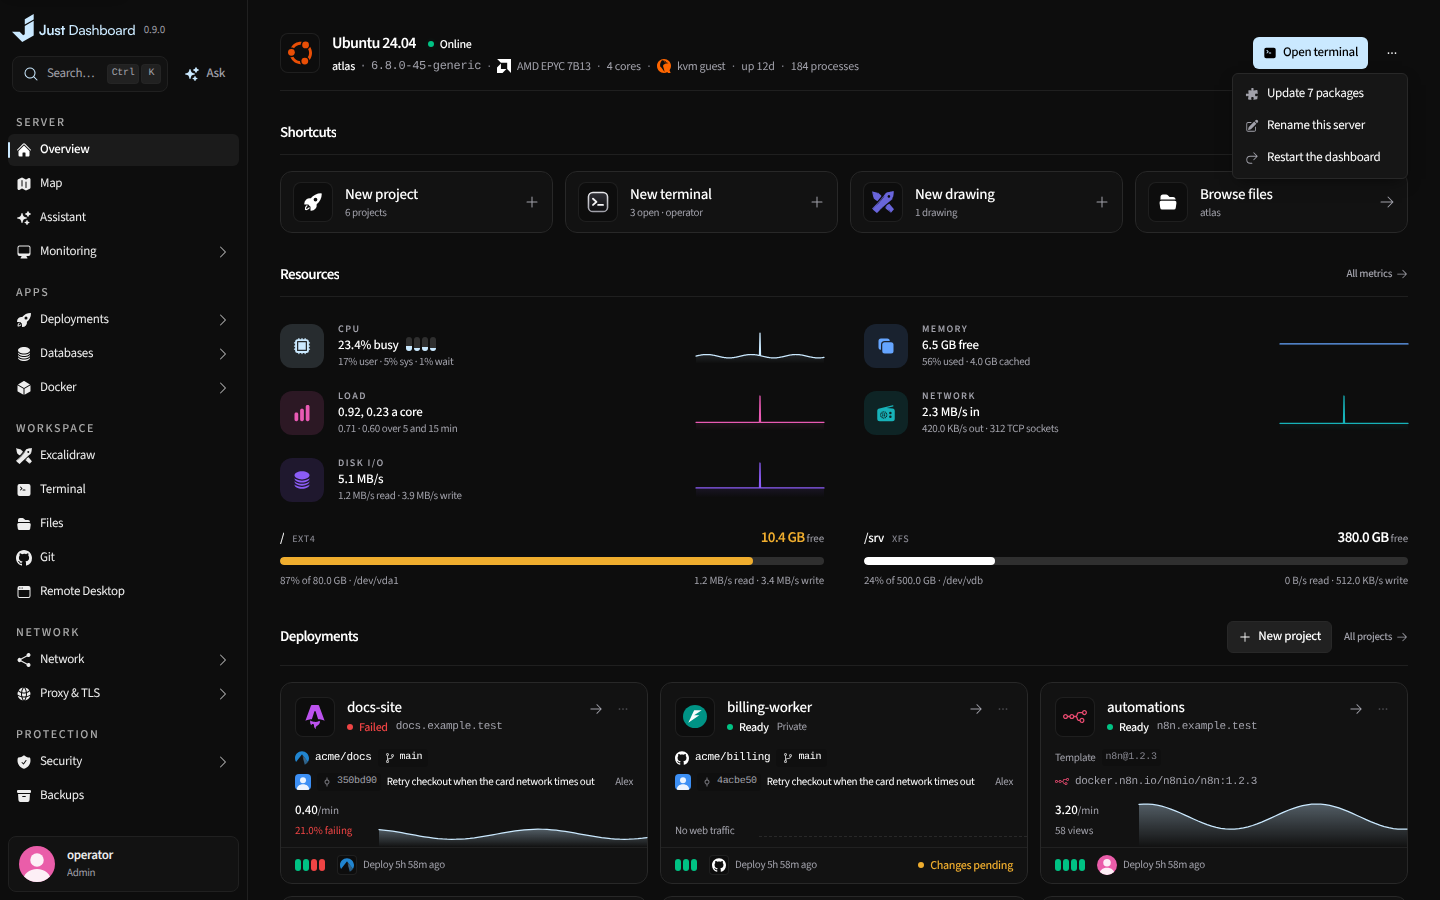 Just Dashboard 0.9.0
Search... Ctrl K
Ask
SERVER
Overview
Map
Assistant
Monitoring
APPS
Deployments
Databases
Docker
WORKSPACE
Excalidraw
Terminal
Files
Git
Remote Desktop
NETWORK
Network
Proxy & TLS
PROTECTION
Security
Backups
operator
Admin
Ubuntu 24.04 Online
atlas · 6.8.0-45-generic · AMD EPYC 7B13 · 4 cores · kvm guest · up 12d · 184 processes
Open terminal
Update 7 packages
Rename this server
Restart the dashboard
Shortcuts
New project
6 projects
New terminal
3 open · operator
New drawing
1 drawing
Browse files
atlas
Resources
All metrics
CPU
23.4% busy
17% user · 5% sys · 1% wait
MEMORY
6.5 GB free
56% used · 4.0 GB cached
LOAD
0.92, 0.23 a core
0.71 · 0.60 over 5 and 15 min
NETWORK
2.3 MB/s in
420.0 KB/s out · 312 TCP sockets
DISK I/O
5.1 MB/s
1.2 MB/s read · 3.9 MB/s write
/ EXT4
10.4 GB free
87% of 80.0 GB · /dev/vda1
1.2 MB/s read · 3.4 MB/s write
/srv XFS
380.0 GB free
24% of 500.0 GB · /dev/vdb
0 B/s read · 512.0 KB/s write
Deployments
New project
All projects
docs-site
Failed docs.example.test
acme/docs main
350bd90 Retry checkout when the card network times out Alex
0.40/min
21.0% failing
Deploy 5h 58m ago
billing-worker
Ready Private
acme/billing main
4acbe50 Retry checkout when the card network times out Alex
No web traffic
Deploy 5h 58m ago
Changes pending
automations
Ready n8n.example.test
Template n8n@1.2.3
docker.n8n.io/n8nio/n8n:1.2.3
3.20/min
58 views
Deploy 5h 58m ago